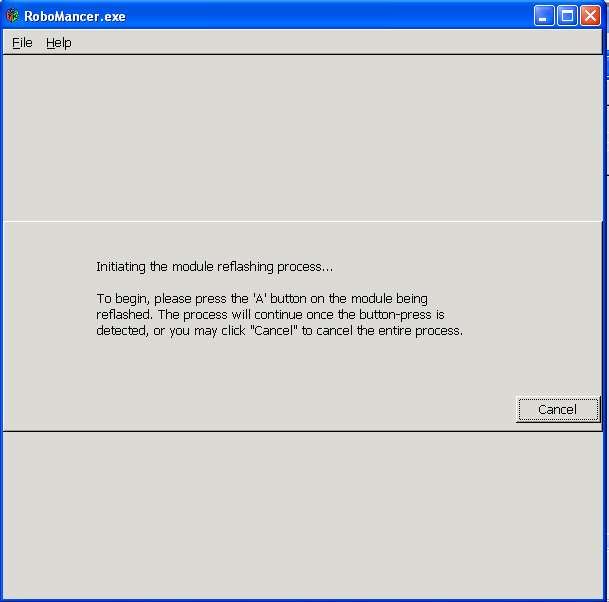 RoboMancer.exe
File Help
Initiating the module reflashing process...
To begin, please press the 'A' button on the module being
reflashed. The process will continue once the button-press is
detected, or you may click "Cancel" to cancel the entire process.
Cancel